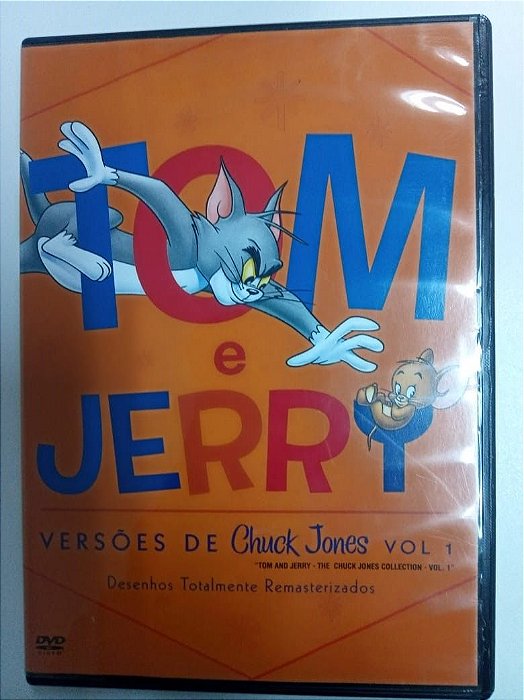 TOM
e
JERRY
VERSÕES DE Chuck Jones VOL 1
"TOM AND JERRY - THE CHUCK JONES COLLECTION - VOL. 1"
Desenhos Totalmente Remasterizados
DVD
VIDEO